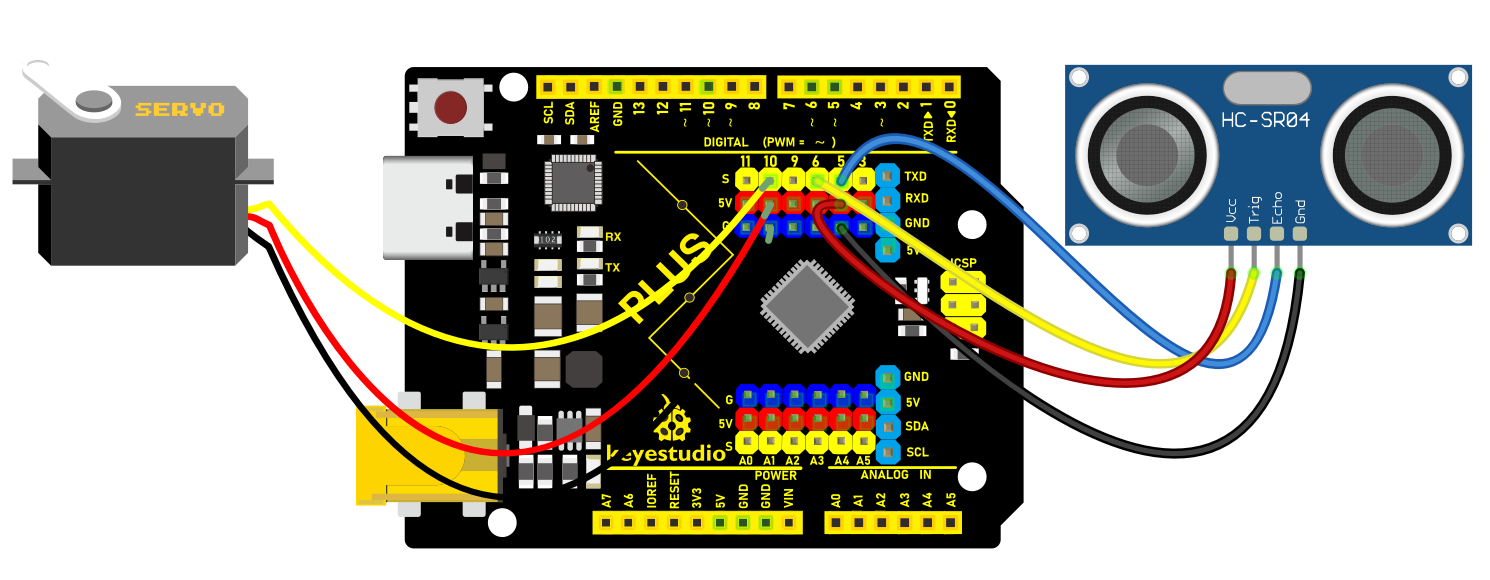 SERVO
SCL
SDA
AREF
GND
13
12
~ 11
~ 10
~ 9
8
7
~ 6
~ 5
4
~ 3
2
TXD▶1
RXD◀0
DIGITAL (PWM = ~ )
11 10 9 6 5 3
S
5V
G
TXD
RXD
GND
5V
RX
TX
102
PLUS
ICSP
HC-SR04
Vcc
Trig
Echo
Gnd
G
5V
S
GND
5V
SDA
SCL
A0 A1 A2 A3 A4 A5
keyestudio
POWER
ANALOG IN
A7
A6
IOREF
RESET
3V3
5V
GND
GND
VIN
A0
A1
A2
A3
A4
A5